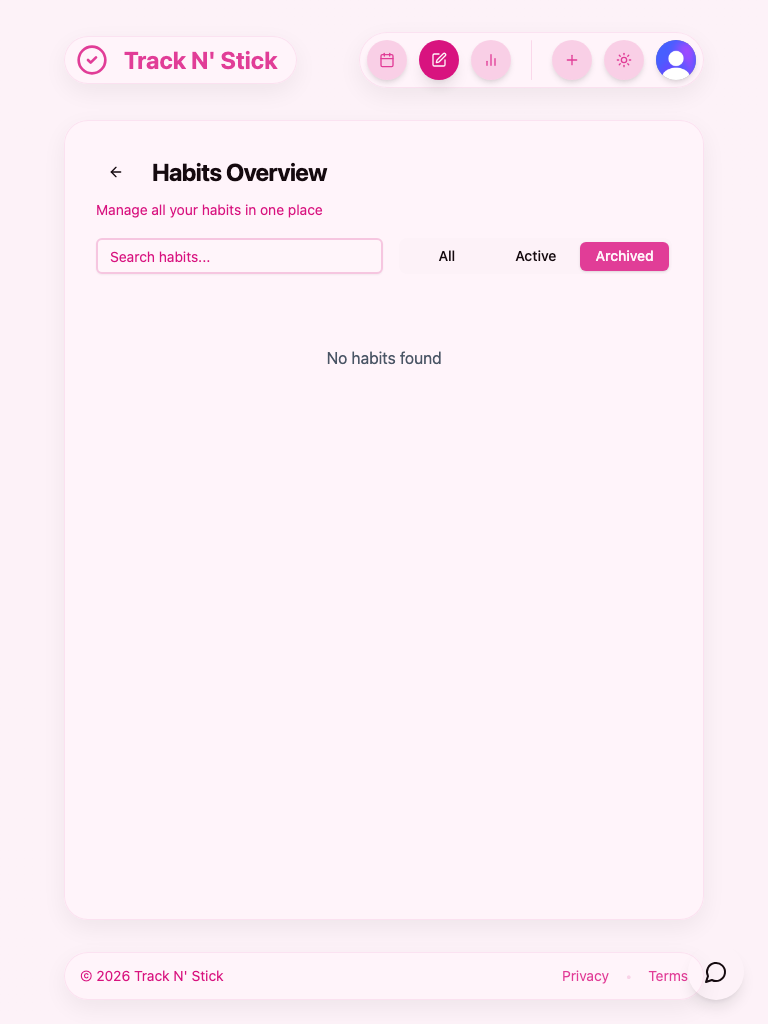 Track N' Stick
Habits Overview
Manage all your habits in one place
Search habits...
All Active Archived
No habits found
© 2026 Track N' Stick
Privacy • Terms